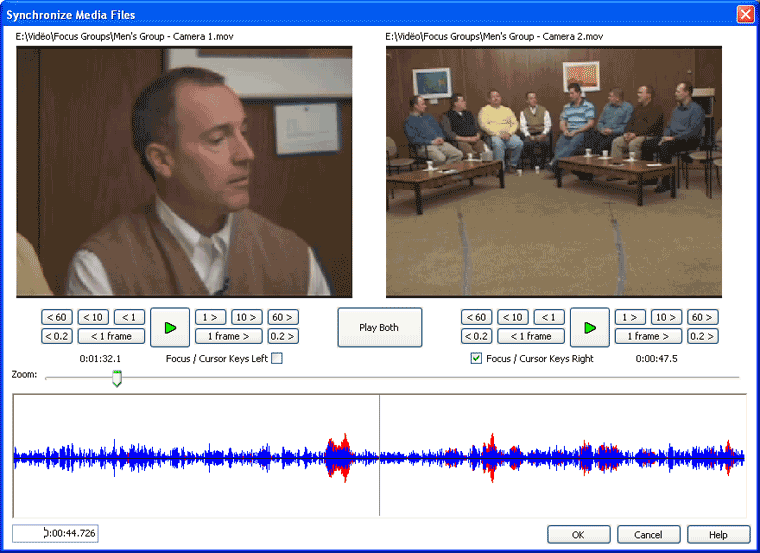 Synchronize Media Files
E:\Vidéo\Focus Groups\Men's Group - Camera 1.mov
E:\Vidéo\Focus Groups\Men's Group - Camera 2.mov
< 60 < 10 < 1 1 > 10 > 60 >
< 0.2 < 1 frame 1 frame > 0.2 >
Play Both
< 60 < 10 < 1 1 > 10 > 60 >
< 0.2 < 1 frame 1 frame > 0.2 >
0:01:32.1 Focus / Cursor Keys Left
Focus / Cursor Keys Right 0:00:47.5
Zoom:
0:00:44.726
OK Cancel Help